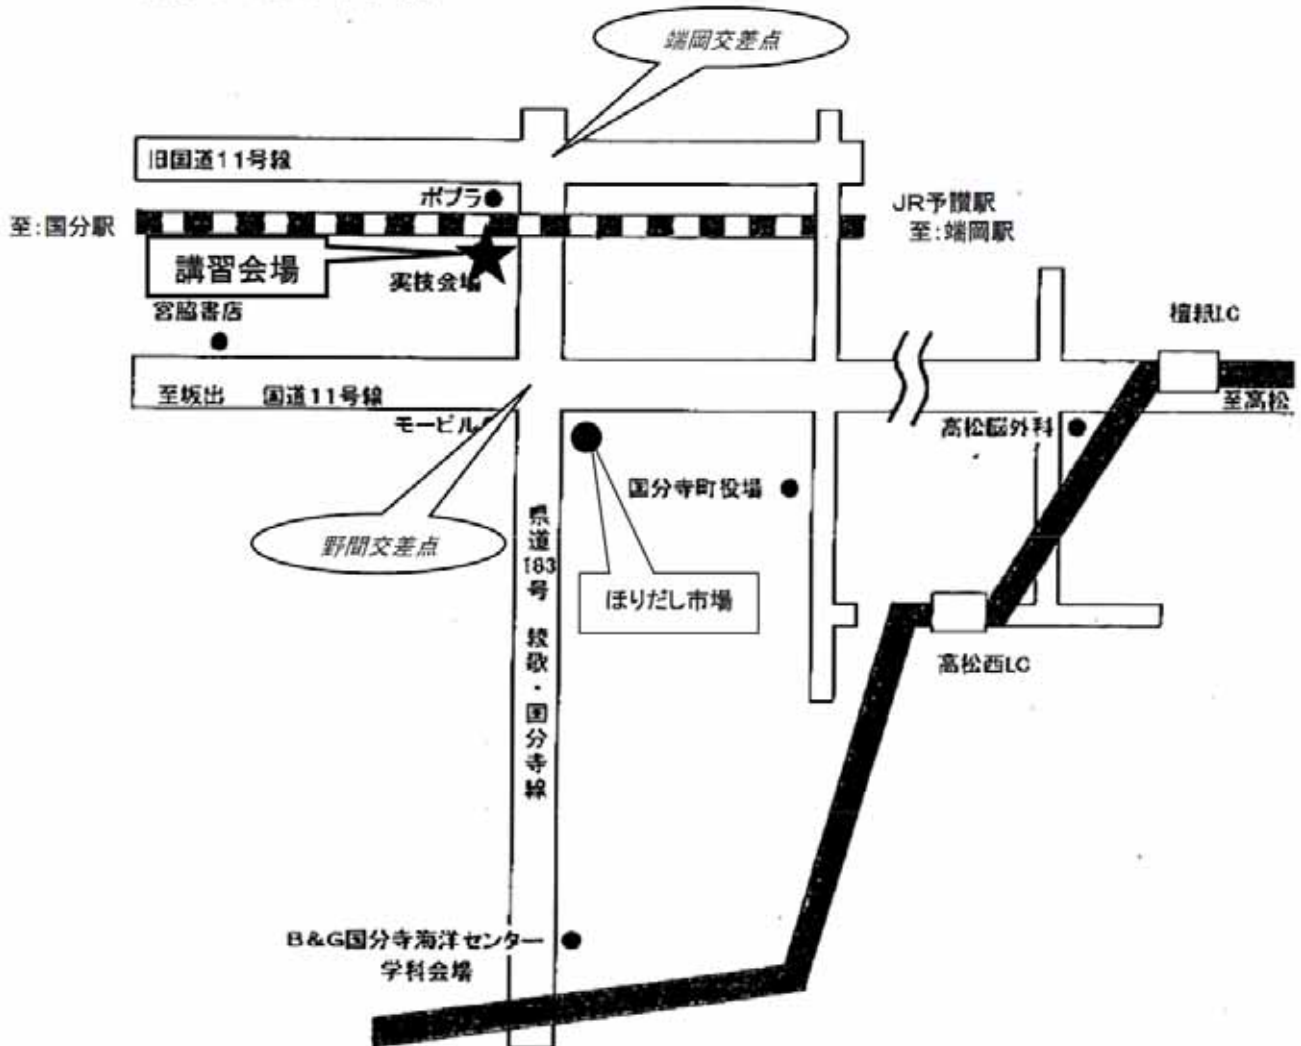 端岡交差点
旧国道11号線
ポプラ
至:国分駅
JR予讃駅
至:端岡駅
講習会場
実技会場
宮脇書店
檀紙I.C
至坂出 国道11号線
至高松
モービル
高松脳外科
国分寺町役場
野間交差点
県道183号 綾歌・国分寺線
ほりだし市場
高松西I.C
B&G国分寺海洋センター
学科会場